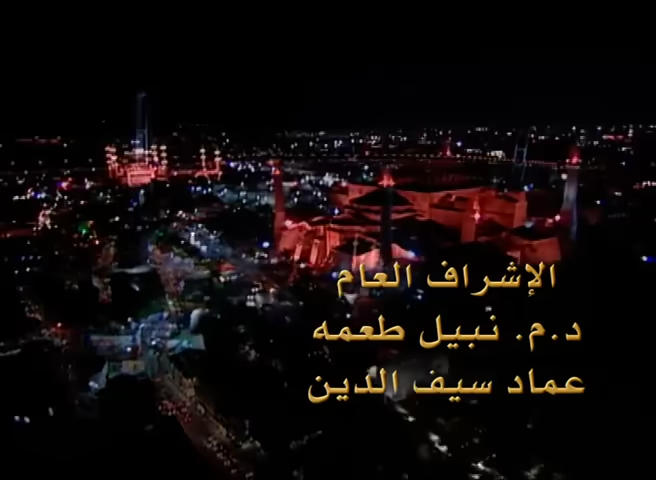 الإشراف العام
د.م. نبيل طعمه
عماد سيف الدين